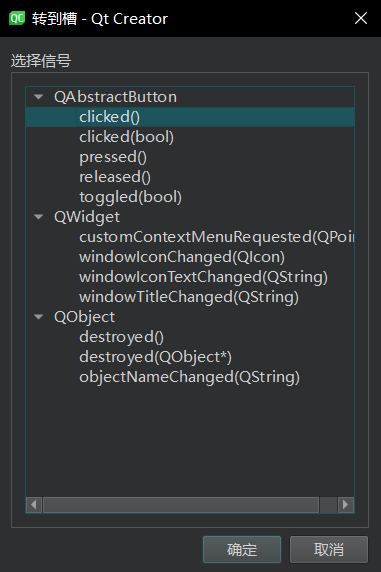 QC 转到槽 - Qt Creator
选择信号
QAbstractButton
clicked()
clicked(bool)
pressed()
released()
toggled(bool)
QWidget
customContextMenuRequested(QPoi
windowIconChanged(QIcon)
windowIconTextChanged(QString)
windowTitleChanged(QString)
QObject
destroyed()
destroyed(QObject*)
objectNameChanged(QString)
确定 取消